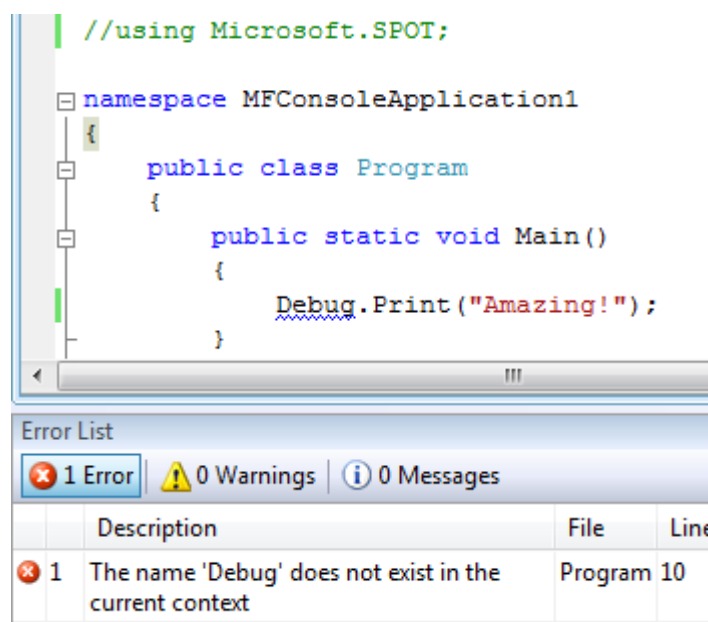 //using Microsoft.SPOT;
namespace MFConsoleApplication1
{
public class Program
{
public static void Main()
{
Debug.Print("Amazing!");
}
Error List
1 Error 0 Warnings 0 Messages
Description File Line
1 The name 'Debug' does not exist in the Program 10
current context